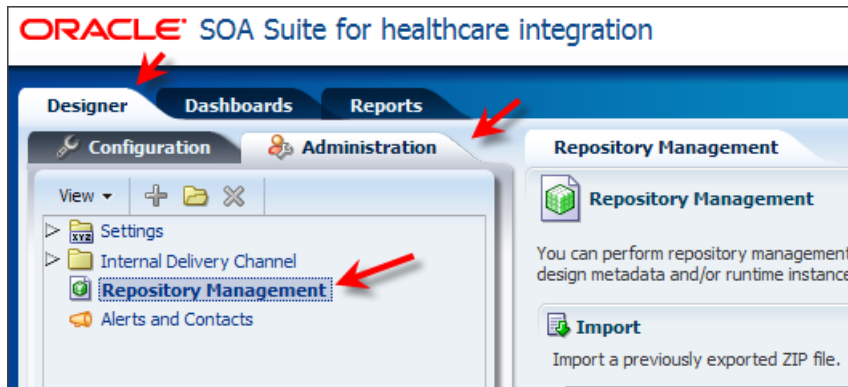 ORACLE SOA Suite for healthcare integration
Designer Dashboards Reports
Configuration Administration Repository Management
View
Repository Management
XYZ Settings
Internal Delivery Channel
You can perform repository management
Repository Management
design metadata and/or runtime instance
Alerts and Contacts
Import
Import a previously exported ZIP file.